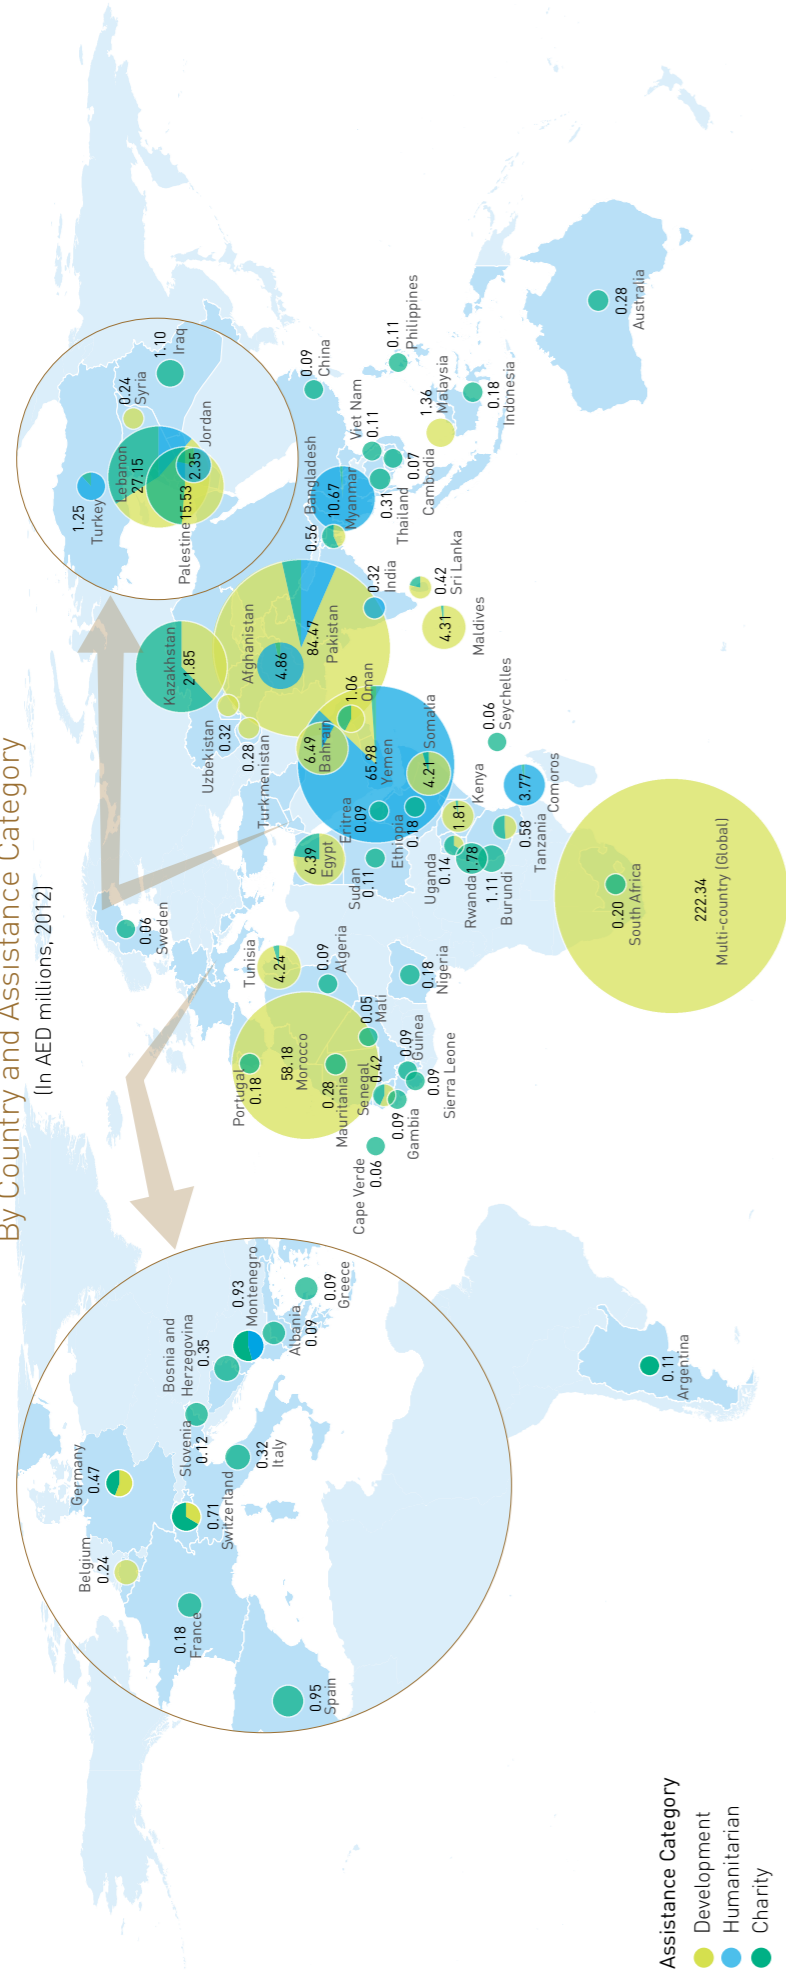 By Country and Assistance Category
(In AED millions, 2012)
Belgium
0.24
Germany
0.47
0.18
France
0.71
Switzerland
Slovenia
0.12
Bosnia and
Herzegovina
0.35
0.93
Montenegro
0.32
Italy
Albania
0.09
0.09
Greece
0.95
Spain
0.06
Sweden
1.25
Turkey
Lebanon
27.15
0.24
Syria
1.10
Iraq
Palestine
15.53
2.35
Jordan
Kazakhstan
21.85
Uzbekistan
0.32
0.28
Turkmenistan
Afghanistan
4.86
84.47
Pakistan
0.56
Bangladesh
10.67
Myanmar
0.09
China
Viet Nam
0.11
0.11
Philippines
0.31
Thailand
0.07
Cambodia
1.36
Malaysia
0.18
Indonesia
0.32
India
0.42
Sri Lanka
4.31
Maldives
6.49
Bahrain
1.06
Oman
65.98
Yemen
4.21
Somalia
0.06
Seychelles
Eritrea
0.09
Ethiopia
0.18
6.39
Egypt
Sudan
0.11
Uganda
0.14
1.81
Kenya
Rwanda
1.78
1.11
Burundi
0.58
Tanzania
3.77
Comoros
Tunisia
4.24
0.09
Algeria
Portugal
0.18
58.18
Morocco
0.28
Mauritania
0.05
Mali
Senegal
0.42
0.09
Gambia
0.09
Guinea
0.09
Sierra Leone
0.18
Nigeria
Cape Verde
0.06
0.20
South Africa
222.34
Multi-country (Global)
0.11
Argentina
0.28
Australia
Assistance Category
Development
Humanitarian
Charity